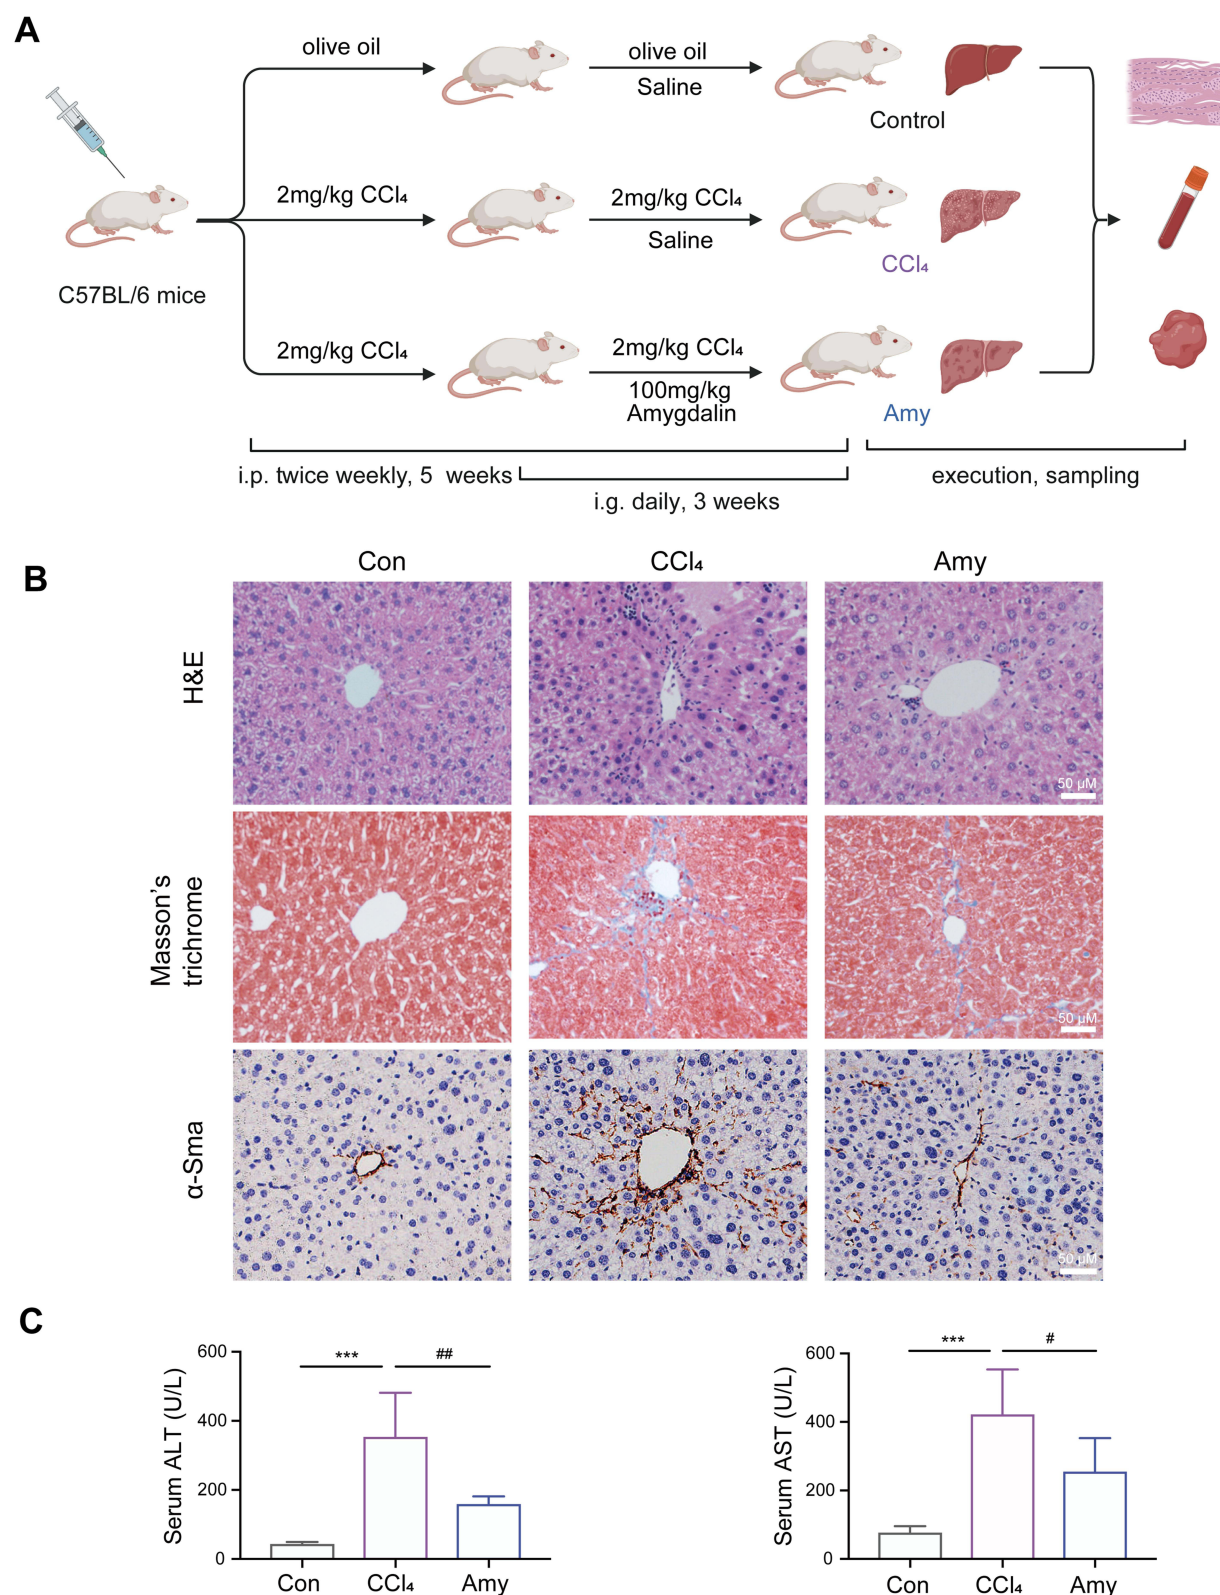 A
olive oil
olive oil
Saline
Control
2mg/kg CCl₄
2mg/kg CCl₄
Saline
CCl₄
C57BL/6 mice
2mg/kg CCl₄
2mg/kg CCl₄
100mg/kg
Amygdalin
Amy
i.p. twice weekly, 5 weeks
i.g. daily, 3 weeks
execution, sampling
B
Con
CCl₄
Amy
H&E
50 µM
Masson's
trichrome
50 µM
α-Sma
50 µM
C
Serum ALT (U/L)
600
400
200
0
***
##
Con
CCl₄
Amy
Serum AST (U/L)
600
400
200
0
***
#
Con
CCl₄
Amy